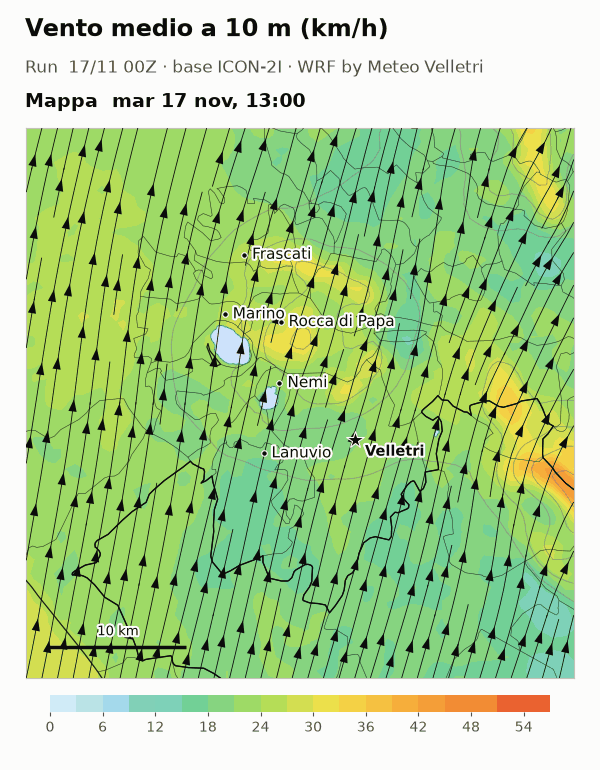 Vento medio a 10 m (km/h)
Run  17/11 00Z · base ICON-2I · WRF by Meteo Velletri
Mappa  mar 17 nov, 13:00
Frascati
Marino
Rocca di Papa
Nemi
Velletri
Lanuvio
10 km
0 6 12 18 24 30 36 42 48 54